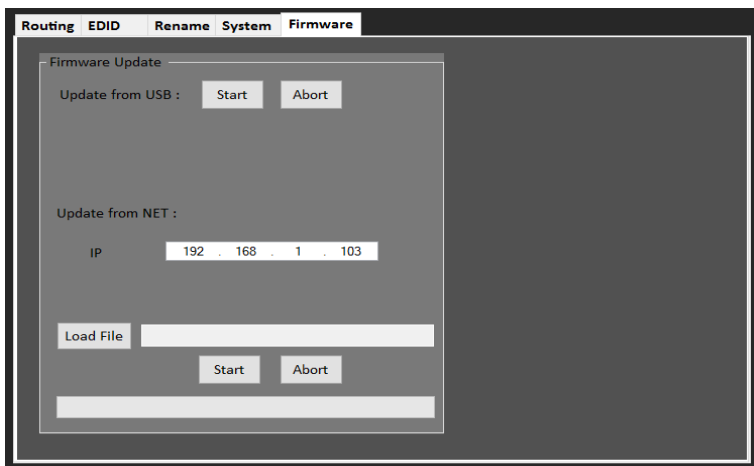 Routing EDID Rename System Firmware
Firmware Update
Update from USB : Start Abort
Update from NET :
IP 192 . 168 . 1 . 103
Load File
Start Abort